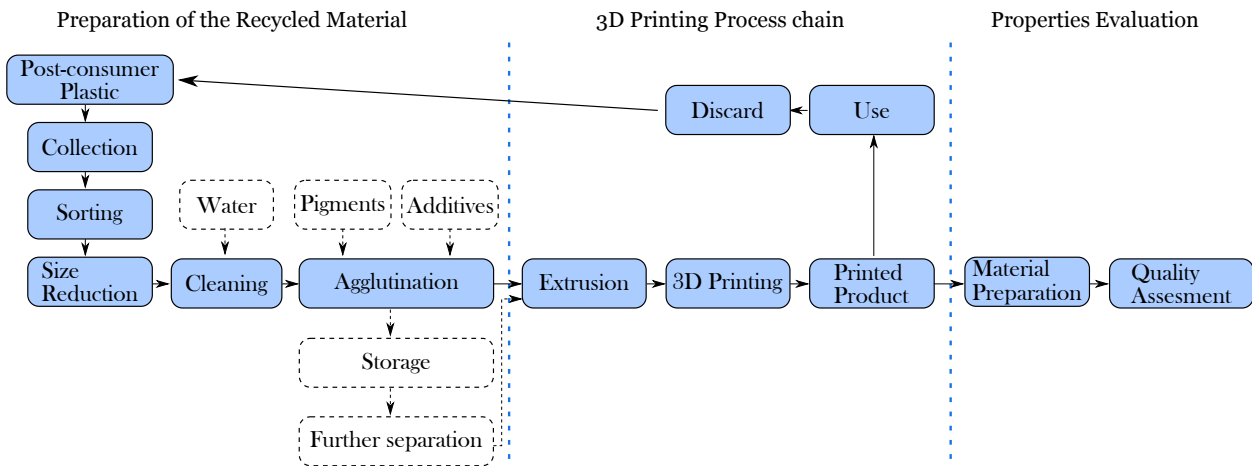 Preparation of the Recycled Material
3D Printing Process chain
Properties Evaluation
Post-consumer
Plastic
Discard
Use
Collection
Sorting
Water
Pigments
Additives
Size
Reduction
Cleaning
Agglutination
Extrusion
3D Printing
Printed
Product
Material
Preparation
Quality
Assesment
Storage
Further separation